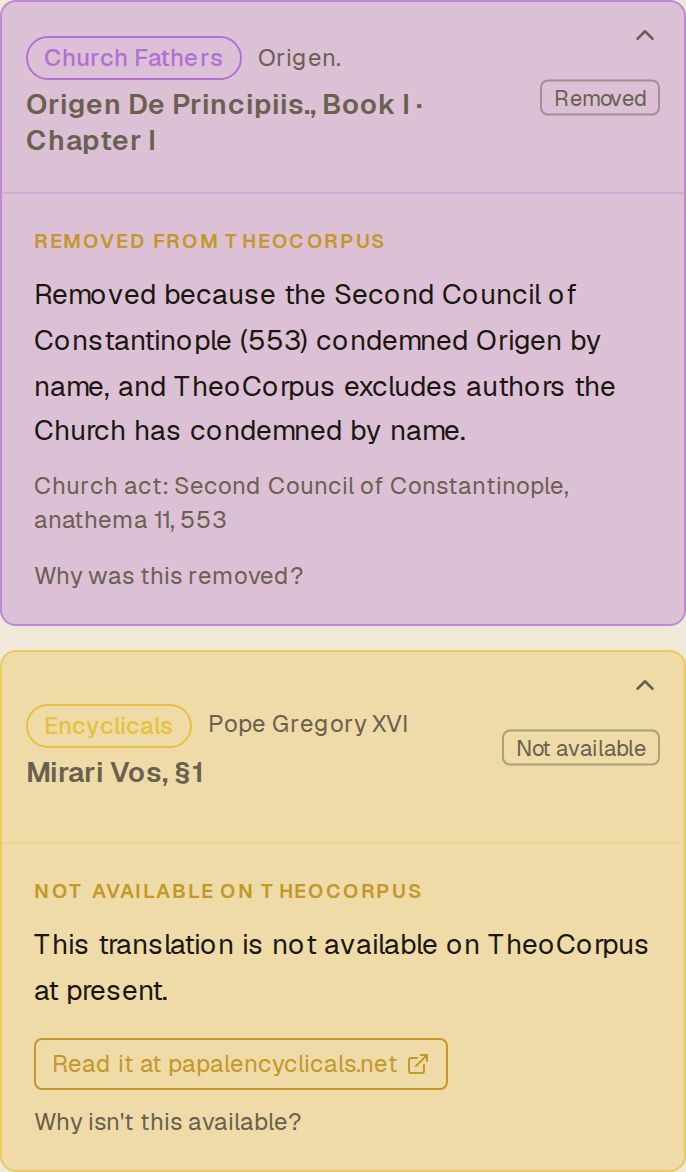 Church Fathers Origen.
Origen De Principiis., Book I ·
Chapter I
Removed
REMOVED FROM THEOCORPUS
Removed because the Second Council of
Constantinople (553) condemned Origen by
name, and TheoCorpus excludes authors the
Church has condemned by name.
Church act: Second Council of Constantinople,
anathema 11, 553
Why was this removed?
Encyclicals Pope Gregory XVI
Mirari Vos, §1
Not available
NOT AVAILABLE ON THEOCORPUS
This translation is not available on TheoCorpus
at present.
Read it at papalencyclicals.net
Why isn't this available?